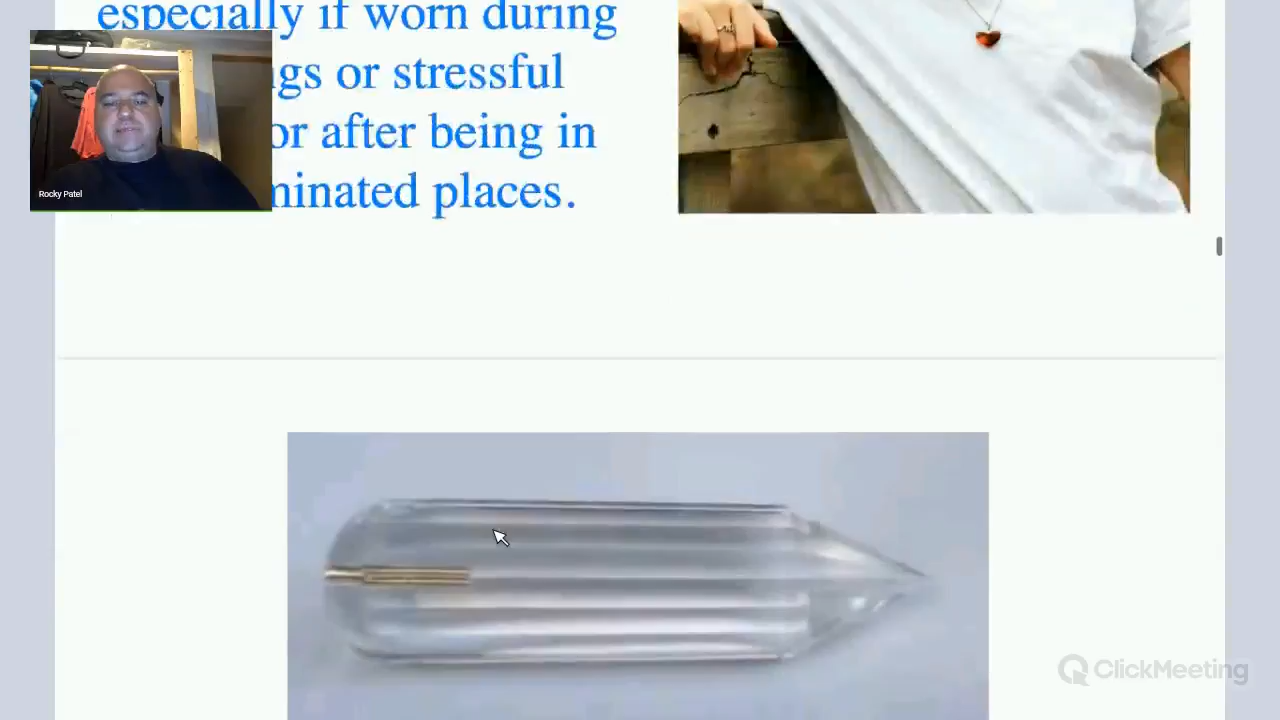 especially if worn during
ngs or stressful
or after being in
minated places.
Rocky Patel
ClickMeeting